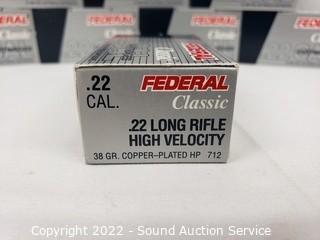 .22
CAL.
FEDERAL
Classic
.22 LONG RIFLE
HIGH VELOCITY
38 GR. COPPER-PLATED HP 712
Copyright 2022 - Sound Auction Service